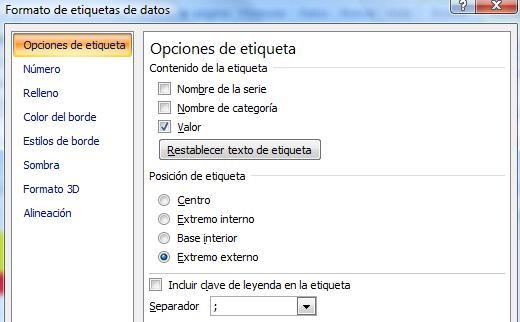 Formato de etiquetas de datos
Opciones de etiqueta
Número
Relleno
Color del borde
Estilos de borde
Sombra
Formato 3D
Alineación
Opciones de etiqueta
Contenido de la etiqueta
Nombre de la serie
Nombre de categoría
Valor
Restablecer texto de etiqueta
Posición de etiqueta
Centro
Extremo interno
Base interior
Extremo externo
Incluir clave de leyenda en la etiqueta
Separador ;